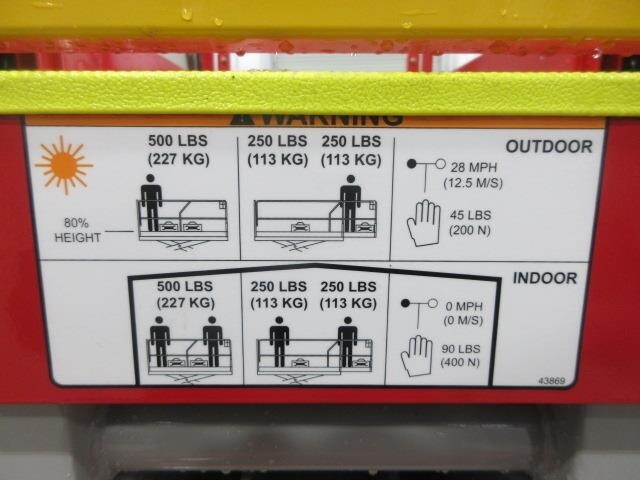 WARNING
500 LBS
(227 KG)
250 LBS
(113 KG)
250 LBS
(113 KG)
OUTDOOR
28 MPH
(12.5 M/S)
80%
HEIGHT
45 LBS
(200 N)
INDOOR
500 LBS
(227 KG)
250 LBS
(113 KG)
250 LBS
(113 KG)
0 MPH
(0 M/S)
90 LBS
(400 N)
43869